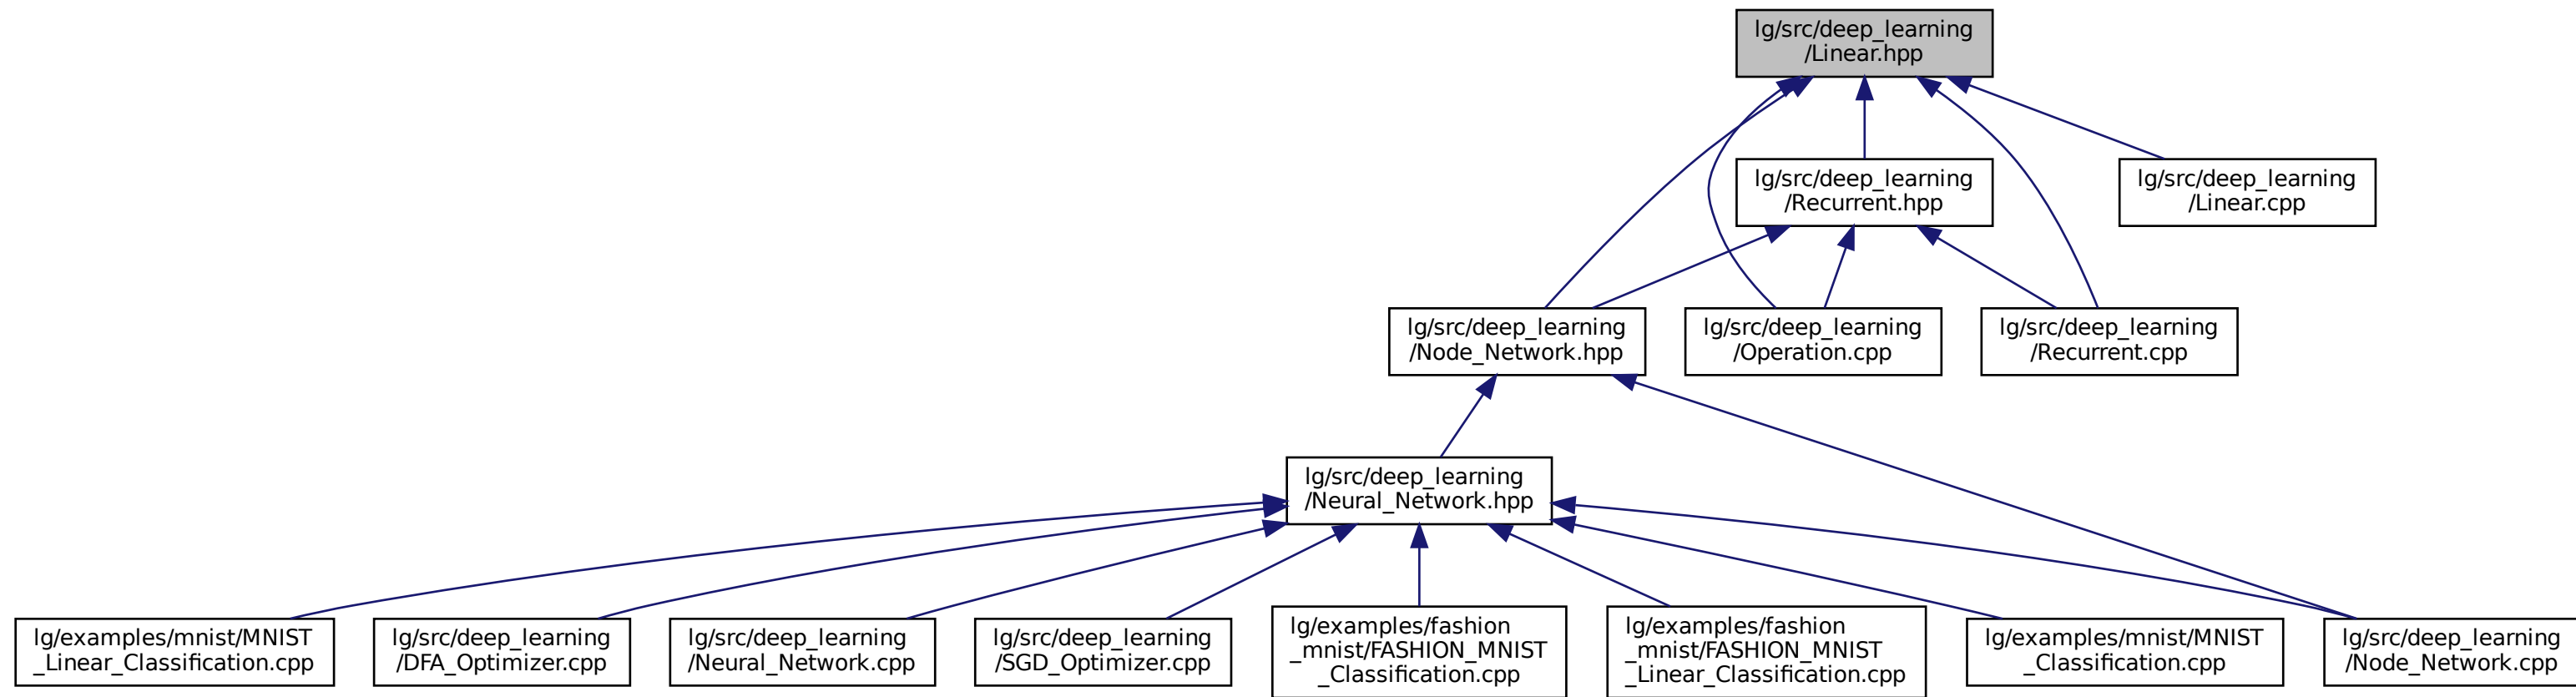 lg/src/deep_learning
/Linear.hpp
lg/src/deep_learning
/Recurrent.hpp
lg/src/deep_learning
/Linear.cpp
lg/src/deep_learning
/Node_Network.hpp
lg/src/deep_learning
/Operation.cpp
lg/src/deep_learning
/Recurrent.cpp
lg/src/deep_learning
/Neural_Network.hpp
lg/examples/mnist/MNIST
_Linear_Classification.cpp
lg/src/deep_learning
/DFA_Optimizer.cpp
lg/src/deep_learning
/Neural_Network.cpp
lg/src/deep_learning
/SGD_Optimizer.cpp
lg/examples/fashion
_mnist/FASHION_MNIST
_Classification.cpp
lg/examples/fashion
_mnist/FASHION_MNIST
_Linear_Classification.cpp
lg/examples/mnist/MNIST
_Classification.cpp
lg/src/deep_learning
/Node_Network.cpp